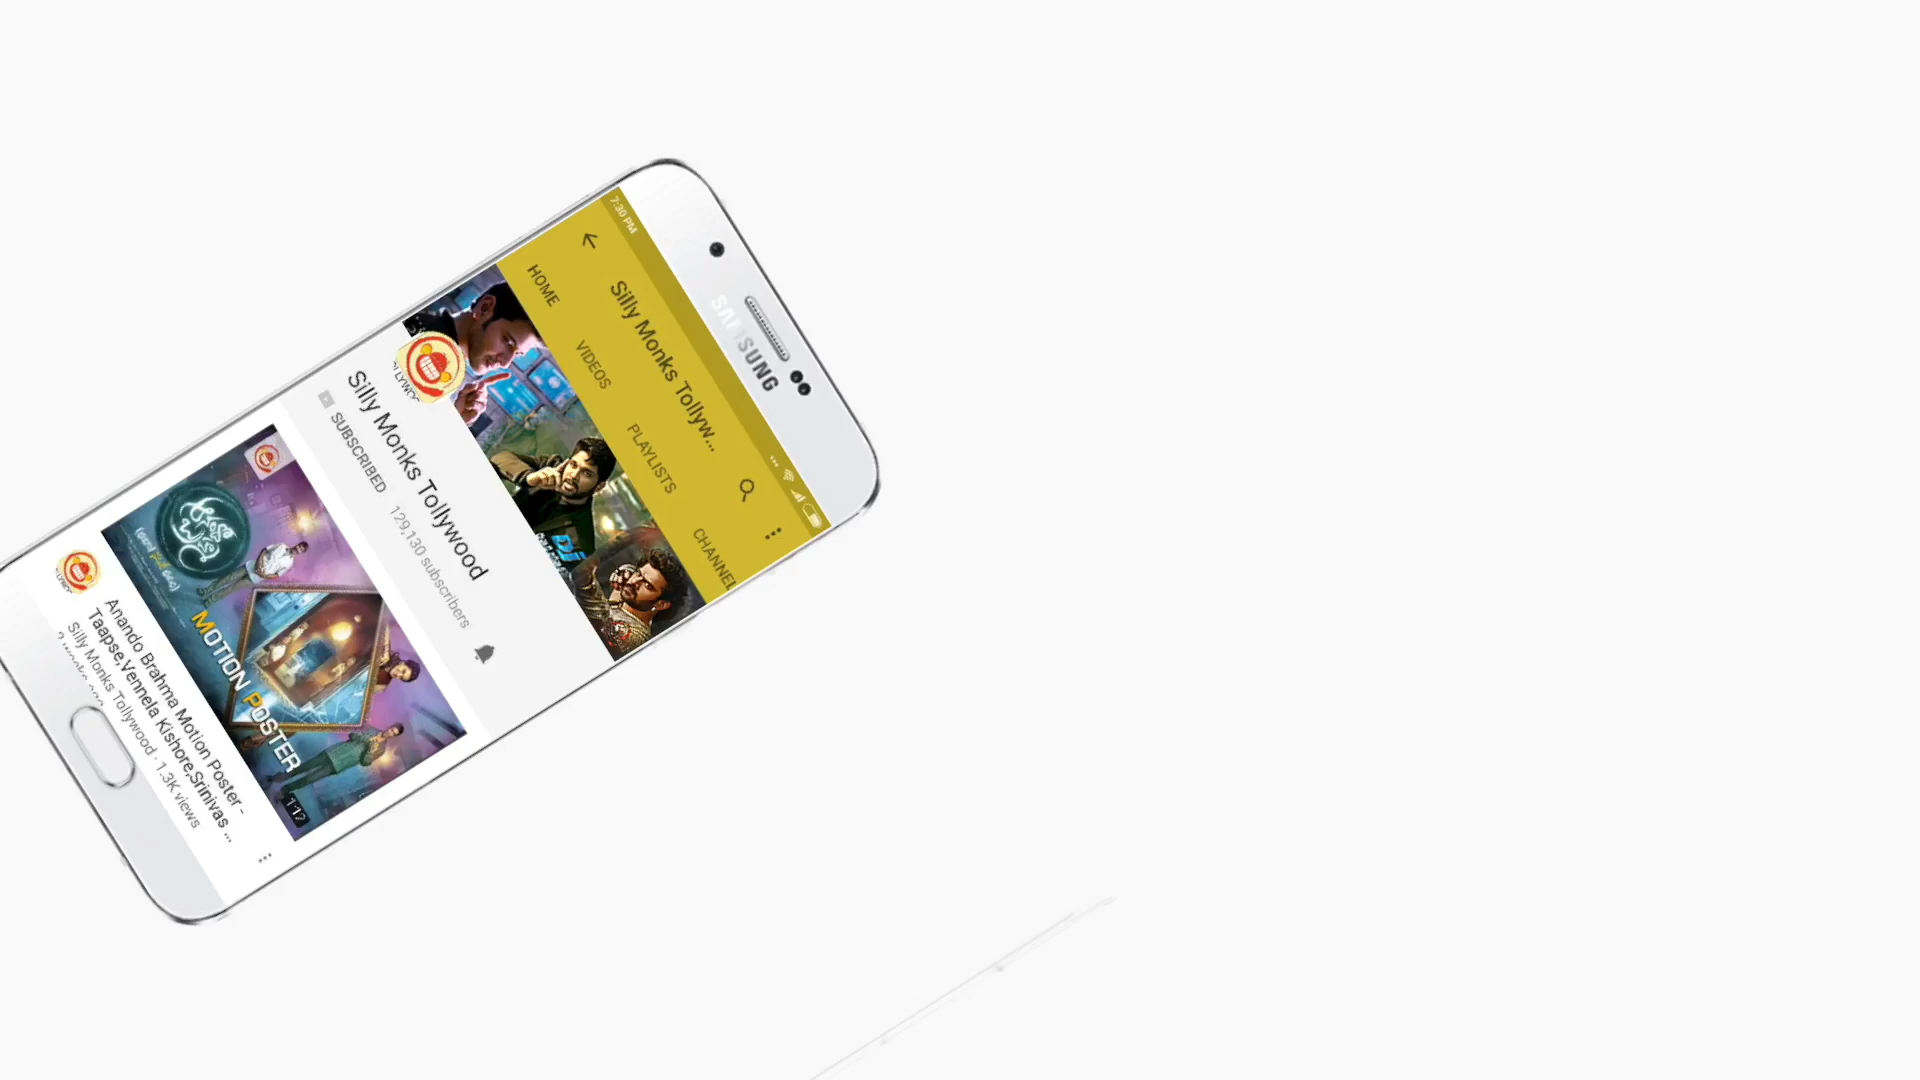 SAMSUNG
7:30 PM
Silly Monks Tollyw...
HOME VIDEOS PLAYLISTS CHANNEL
DJ
Silly Monks Tollywood
SUBSCRIBED 129,130 subscribers
MOTION POSTER
1:12
Anando Brahma Motion Poster -
Taapse,Vennela Kishore,Srinivas ...
Silly Monks Tollywood · 1.3K views